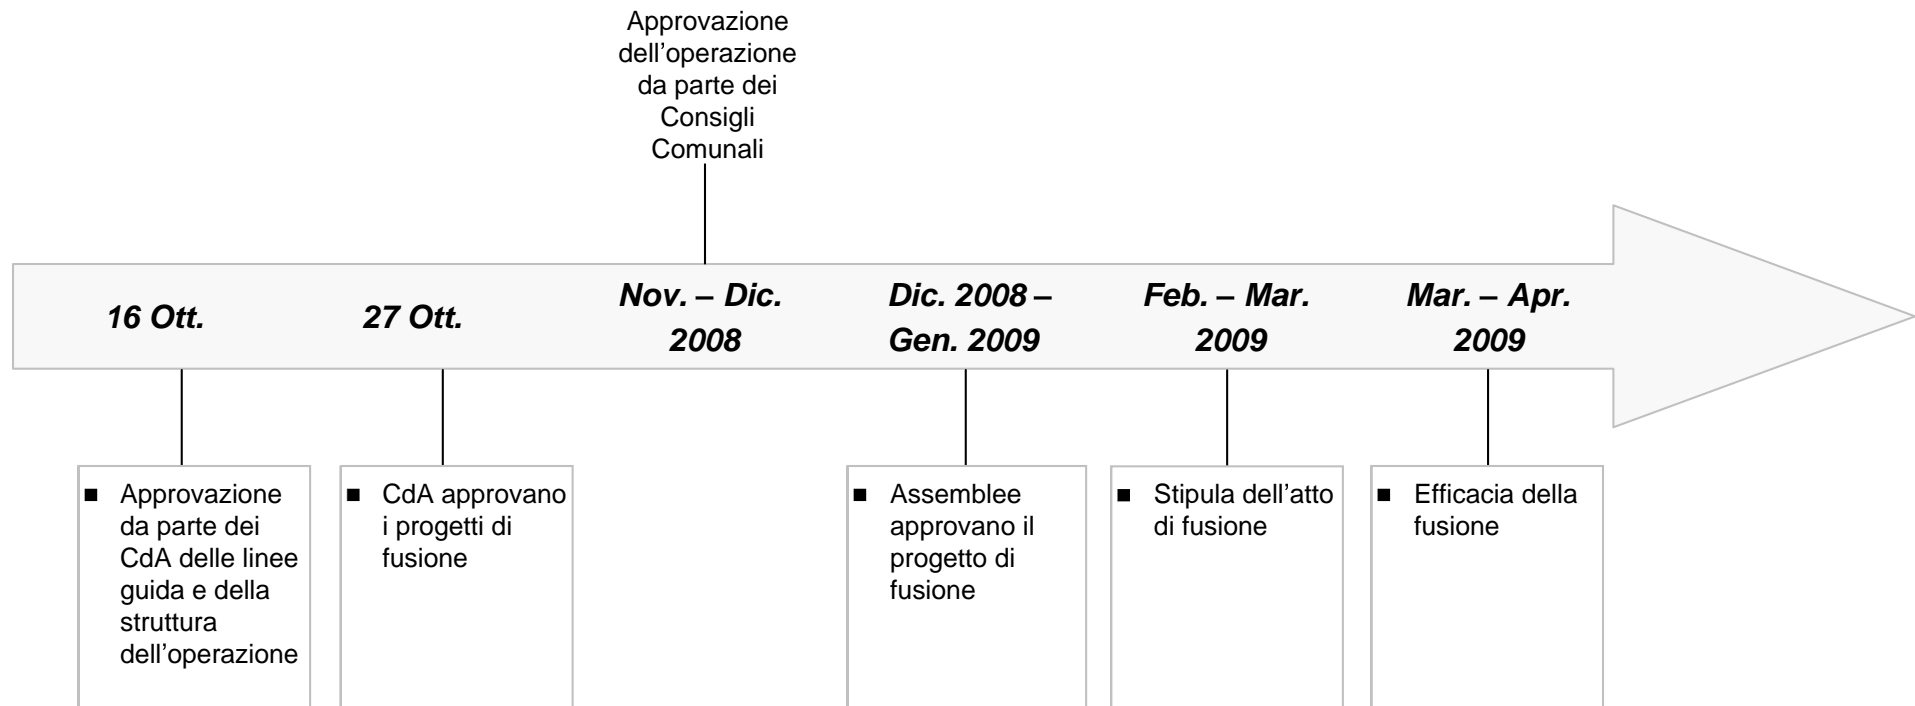 Approvazione
dell’operazione
da parte dei
Consigli
Comunali
16 Ott.
27 Ott.
Nov. – Dic.
2008
Dic. 2008 –
Gen. 2009
Feb. – Mar.
2009
Mar. – Apr.
2009
■ Approvazione
da parte dei
CdA delle linee
guida e della
struttura
dell’operazione
■ CdA approvano
i progetti di
fusione
■ Assemblee
approvano il
progetto di
fusione
■ Stipula dell’atto
di fusione
■ Efficacia della
fusione